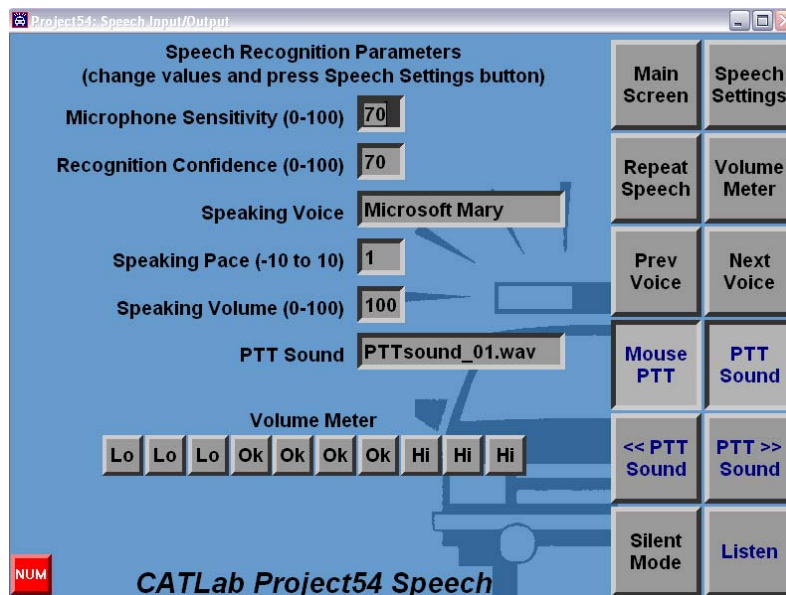 Project54: Speech Input/Output
Speech Recognition Parameters
(change values and press Speech Settings button)
Microphone Sensitivity (0-100) 70
Recognition Confidence (0-100) 70
Speaking Voice Microsoft Mary
Speaking Pace (-10 to 10) 1
Speaking Volume (0-100) 100
PTT Sound PTTsound_01.wav
Volume Meter
Lo Lo Lo Ok Ok Ok Ok Hi Hi Hi
NUM
CATLab Project54 Speech
Main
Screen
Speech
Settings
Repeat
Speech
Volume
Meter
Prev
Voice
Next
Voice
Mouse
PTT
PTT
Sound
<< PTT
Sound
PTT >>
Sound
Silent
Mode
Listen